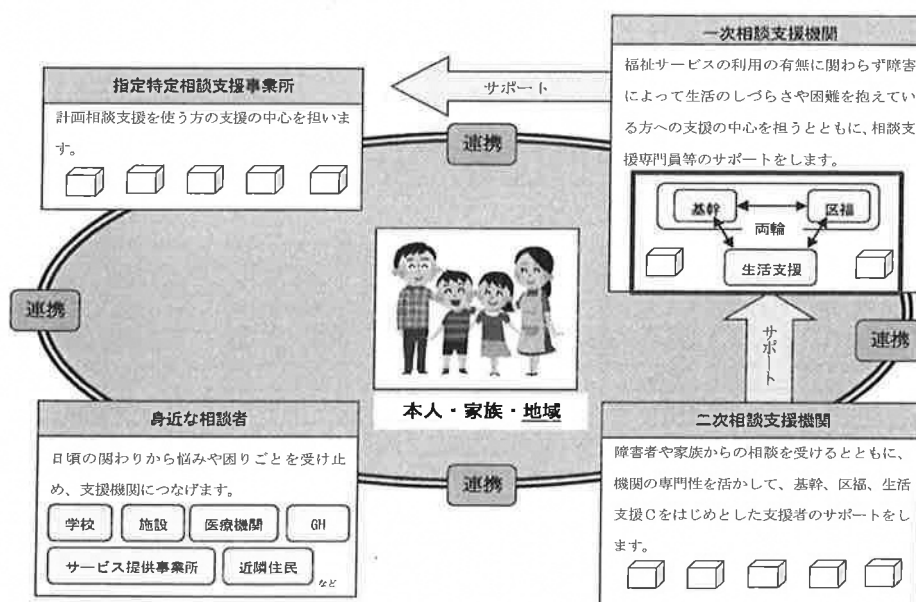 一次相談支援機関
福祉サービスの利用の有無に関わらず障害
によって生活のしづらさや困難を抱えてい
る方への支援の中心を担うとともに、相談支
援専門員等のサポートをします。
基幹
区福
両輪
生活支援
サポート
指定特定相談支援事業所
計画相談支援を使う方の支援の中心を担いま
す。
連携
連携
連携
サポート
本人・家族・地域
身近な相談者
日頃の関わりから悩みや困りごとを受け止
め、支援機関につなげます。
学校
施設
医療機関
GH
サービス提供事業所
近隣住民
など
連携
二次相談支援機関
障害者や家族からの相談を受けるとともに、
機関の専門性を活かして、基幹、区福、生活
支援Cをはじめとした支援者のサポートをし
ます。